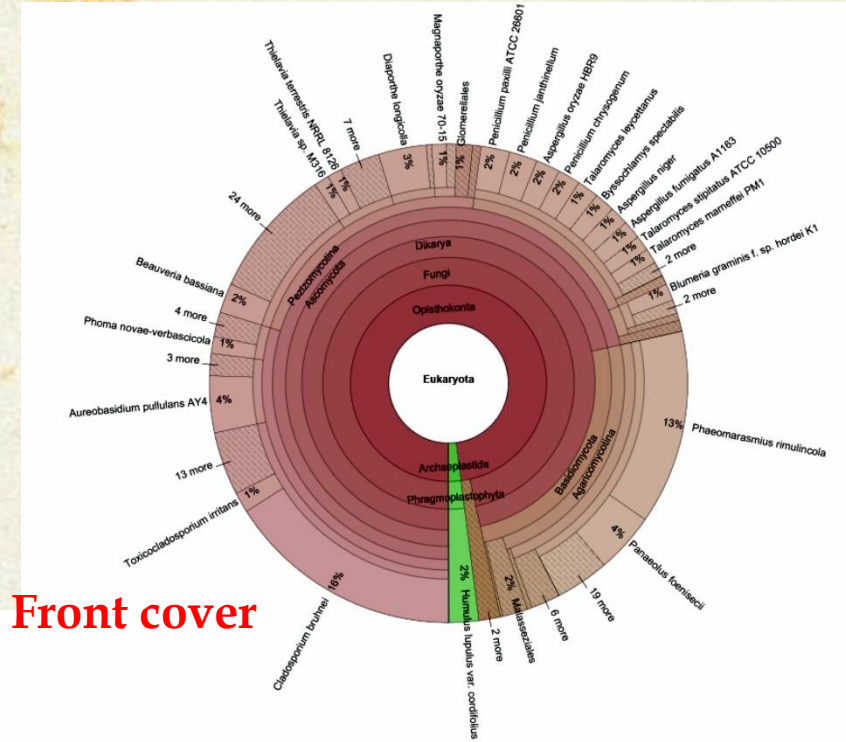 Eukaryota
Opisthokonta
Fungi
Dikarya
Pezizomycotina
Ascomycota
Basidiomycota
Agaricomycotina
Archaeplastida
Phragmoplastophyta
Magnaporthe oryzae 70-15
1%
Glomerellales
1%
Penicillium paxilli ATCC 26601
2%
Penicillium janthinellum
2%
Aspergillus oryzae HBR9
2%
Penicillium chrysogenum
2%
Talaromyces leycettanus
1%
Byssochlamys spectabilis
1%
Aspergillus niger
1%
Aspergillus fumigatus A1163
1%
Talaromyces stipitatus ATCC 10500
1%
Talaromyces marneffei PM1
1%
2 more
Blumeria graminis f. sp. hordei K1
1%
2 more
Phaeomarasmius rimulincola
13%
Panaeolus foenisecii
4%
19 more
6 more
Malasseziales
2%
2 more
Humulus lupulus var. cordifolius
2%
Cladosporium bruhnei
16%
Toxicocladosporium irritans
1%
13 more
Aureobasidium pullulans AY4
4%
3 more
Phoma novae-verbascicola
1%
4 more
Beauveria bassiana
2%
24 more
Thielavia sp. M316
1%
Thielavia terrestris NRRL 8126
1%
7 more
Diaporthe longicolla
3%
Front cover